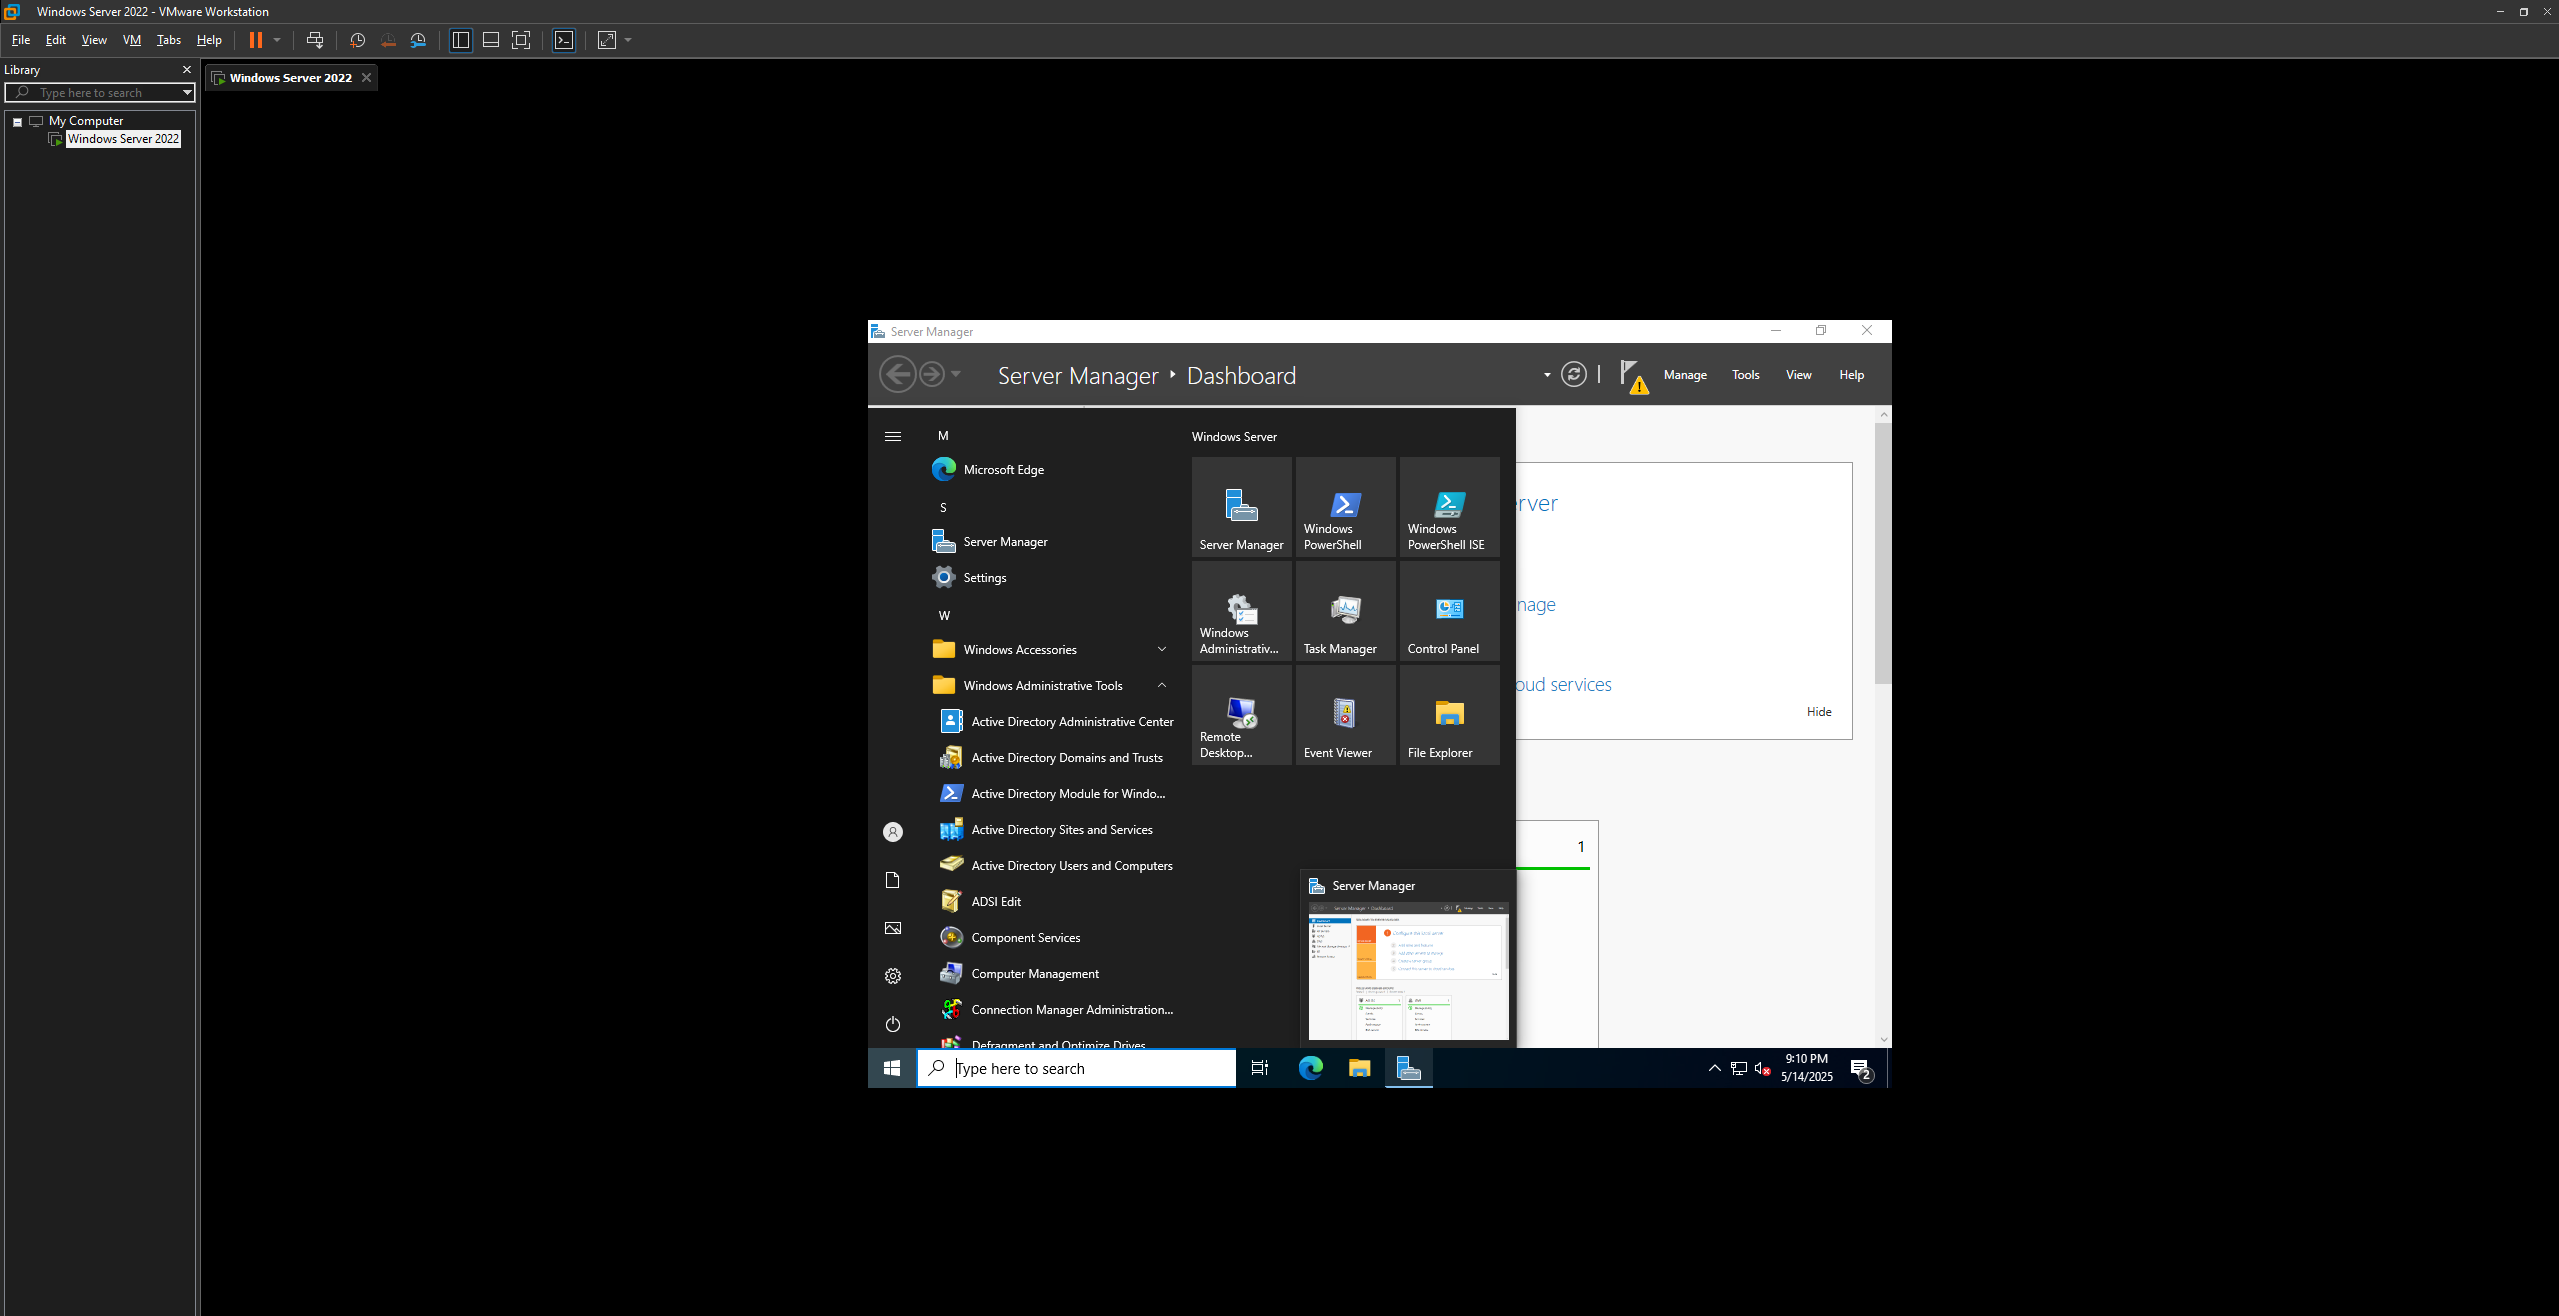 Windows Server 2022 - VMware Workstation
File Edit View VM Tabs Help
Library
Type here to search
My Computer
Windows Server 2022
Windows Server 2022
Server Manager
Server Manager Dashboard
Manage Tools View Help
M
Microsoft Edge
S
Server Manager
Settings
W
Windows Accessories
Windows Administrative Tools
Active Directory Administrative Center
Active Directory Domains and Trusts
Active Directory Module for Windo...
Active Directory Sites and Services
Active Directory Users and Computers
ADSI Edit
Component Services
Computer Management
Connection Manager Administration...
Defragment and Optimize Drives
Windows Server
Server Manager
Windows
PowerShell
Windows
PowerShell ISE
Windows
Administrativ...
Task Manager
Control Panel
Remote
Desktop...
Event Viewer
File Explorer
erver
nage
oud services
Hide
1
Server Manager
Server Manager Dashboard
Type here to search
9:10 PM
5/14/2025
2